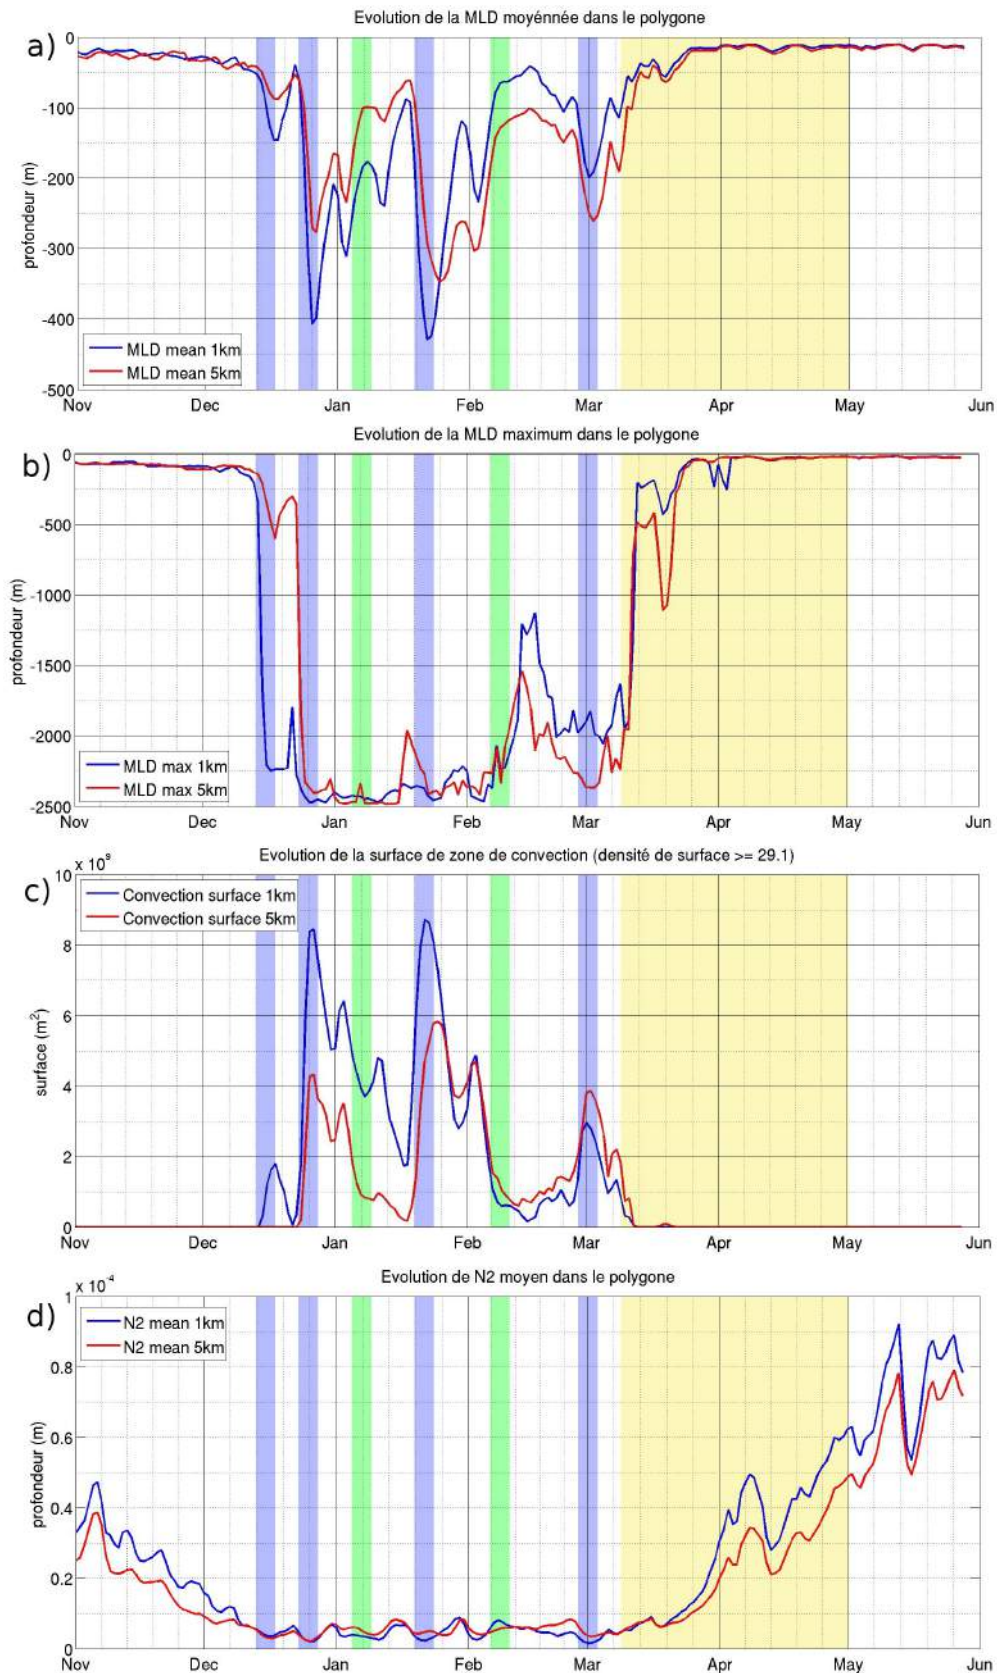 Evolution de la MLD moyénnée dans le polygone
a)
0
-100
-200
-300
-400
-500
profondeur (m)
MLD mean 1km
MLD mean 5km
Nov Dec Jan Feb Mar Apr May Jun
Evolution de la MLD maximum dans le polygone
b)
0
-500
-1000
-1500
-2000
-2500
profondeur (m)
MLD max 1km
MLD max 5km
Nov Dec Jan Feb Mar Apr May Jun
Evolution de la surface de zone de convection (densité de surface >= 29.1)
x 10⁹
c)
10
8
6
4
2
0
surface (m²)
Convection surface 1km
Convection surface 5km
Nov Dec Jan Feb Mar Apr May Jun
Evolution de N2 moyen dans le polygone
x 10⁻⁴
d)
1
0.8
0.6
0.4
0.2
0
profondeur (m)
N2 mean 1km
N2 mean 5km
Nov Dec Jan Feb Mar Apr May Jun